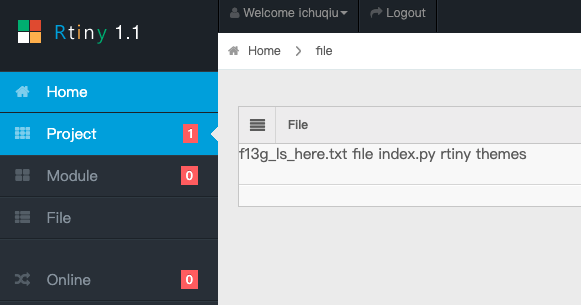 Rtiny 1.1
Welcome ichuqiu
Logout
Home > file
Home
Project 1
Module 0
File
Online 0
File
f13g_ls_here.txt file index.py rtiny themes